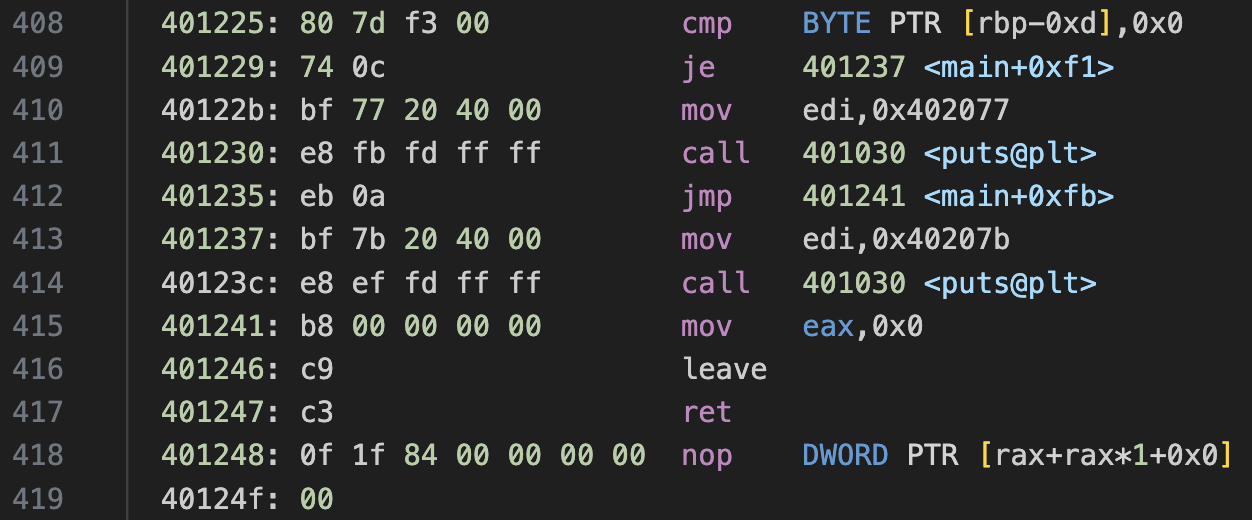 408 401225: 80 7d f3 00 cmp BYTE PTR [rbp-0xd],0x0
409 401229: 74 0c je 401237 <main+0xf1>
410 40122b: bf 77 20 40 00 mov edi,0x402077
411 401230: e8 fb fd ff ff call 401030 <puts@plt>
412 401235: eb 0a jmp 401241 <main+0xfb>
413 401237: bf 7b 20 40 00 mov edi,0x40207b
414 40123c: e8 ef fd ff ff call 401030 <puts@plt>
415 401241: b8 00 00 00 00 mov eax,0x0
416 401246: c9 leave
417 401247: c3 ret
418 401248: 0f 1f 84 00 00 00 00 nop DWORD PTR [rax+rax*1+0x0]
419 40124f: 00